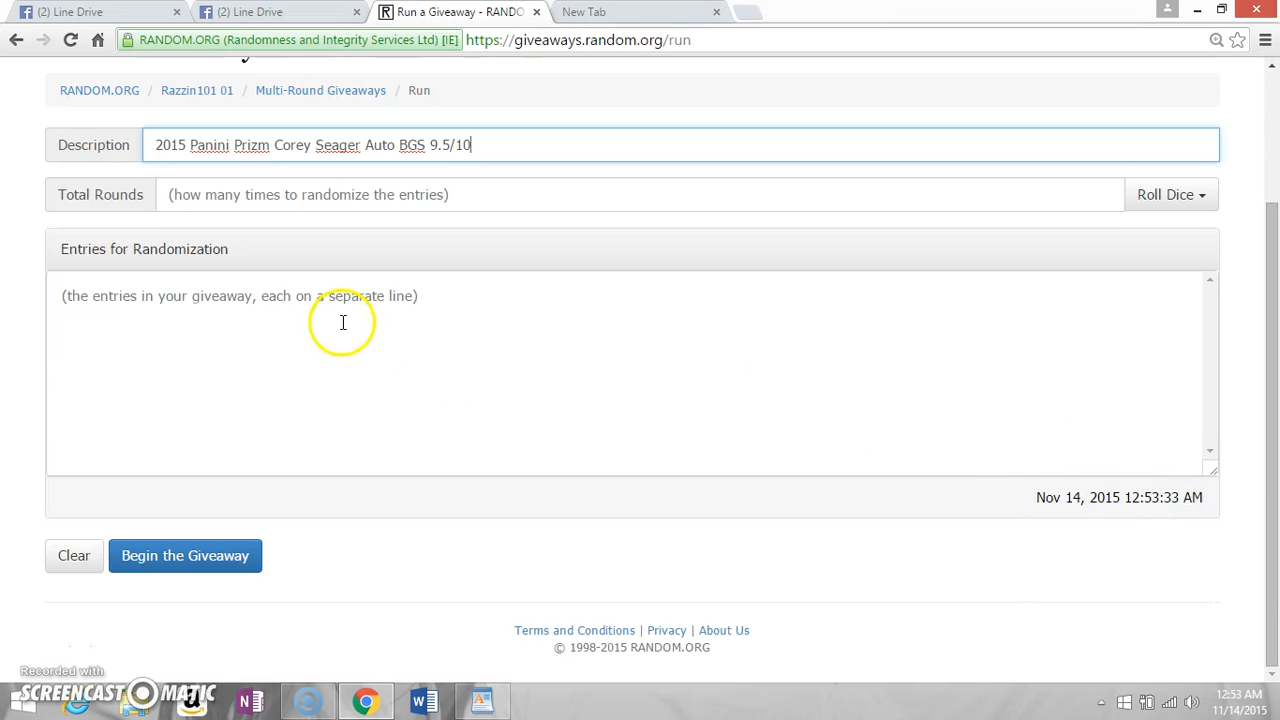 (2) Line Drive
(2) Line Drive
Run a Giveaway - RANDO
New Tab
RANDOM.ORG (Randomness and Integrity Services Ltd) [IE]
https://giveaways.random.org/run
RANDOM.ORG / Razzin101 01 / Multi-Round Giveaways / Run
Description
2015 Panini Prizm Corey Seager Auto BGS 9.5/10
Total Rounds
(how many times to randomize the entries)
Roll Dice
Entries for Randomization
(the entries in your giveaway, each on a separate line)
Nov 14, 2015 12:53:33 AM
Clear
Begin the Giveaway
Terms and Conditions | Privacy | About Us
© 1998-2015 RANDOM.ORG
Recorded with
SCREENCAST MATIC
12:53 AM
11/14/2015